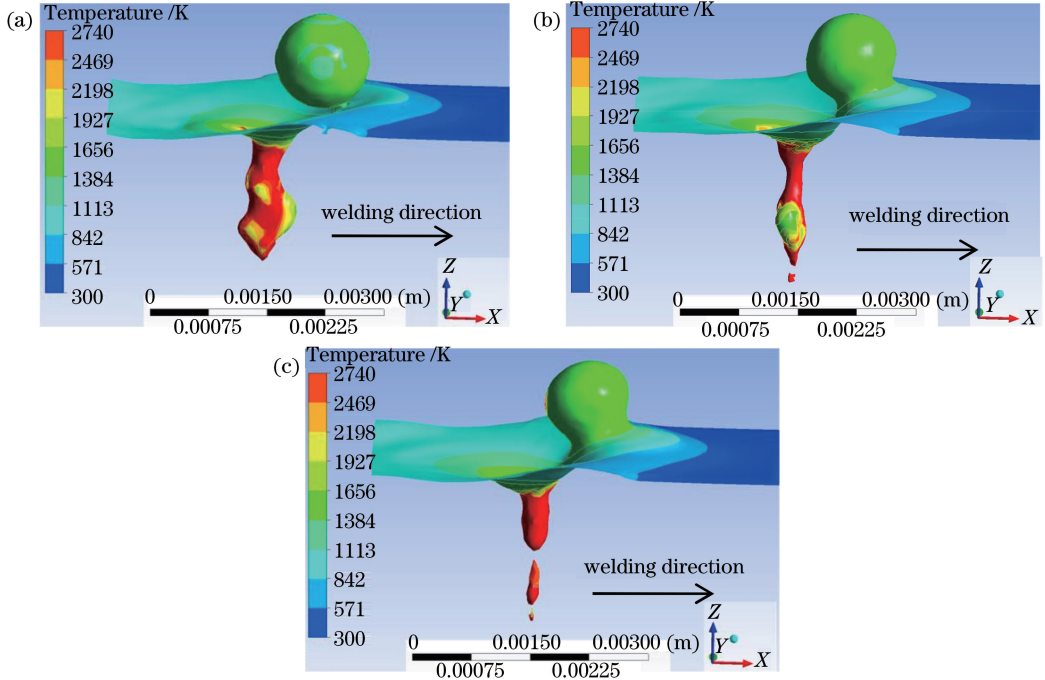 (a)
Temperature /K
2740
2469
2198
1927
1656
1384
1113
842
571
300
welding direction
0 0.00150 0.00300 (m)
0.00075 0.00225
Z
Y
X
(b)
Temperature /K
2740
2469
2198
1927
1656
1384
1113
842
571
300
welding direction
0 0.00150 0.00300 (m)
0.00075 0.00225
Z
Y
X
(c)
Temperature /K
2740
2469
2198
1927
1656
1384
1113
842
571
300
welding direction
0 0.00150 0.00300 (m)
0.00075 0.00225
Z
Y
X